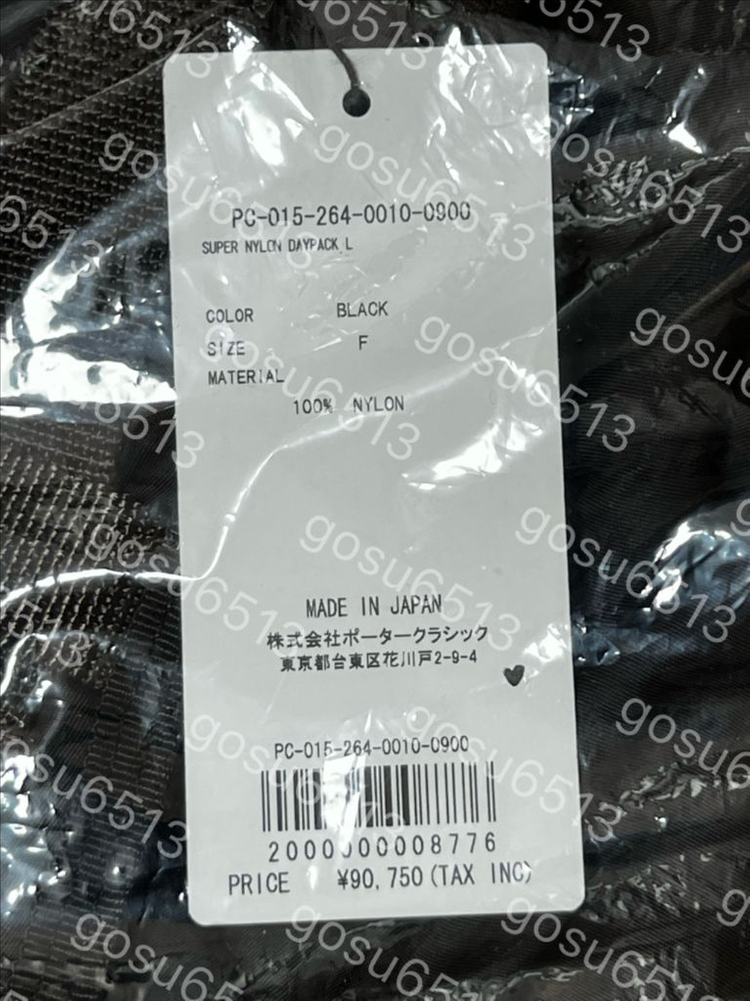 PC-015-264-0010-0900
SUPER NYLON DAYPACK L
COLOR BLACK
SIZE F
MATERIAL
100% NYLON
MADE IN JAPAN
株式会社ポータークラシック
東京都台東区花川戸2-9-4
PC-015-264-0010-0900
2000000008776
PRICE ¥90,750(TAX INC)
gosu6513